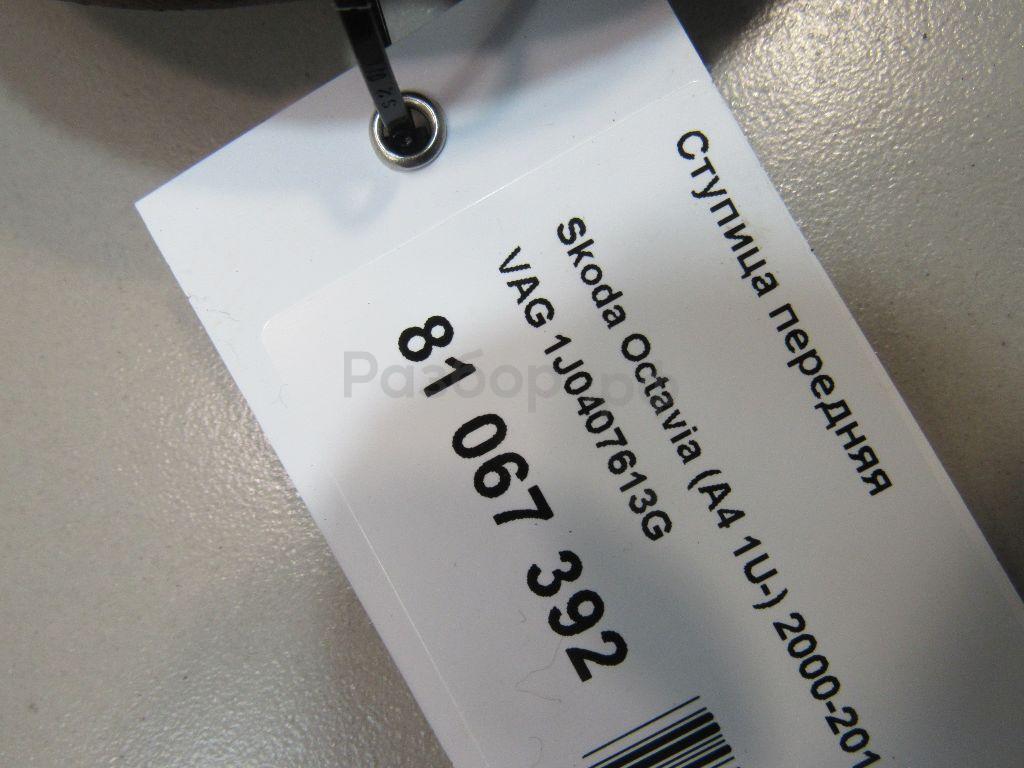 Ступица передняя
Skoda Octavia (A4 1U-) 2000-201
VAG 1J0407613G
81 067 392